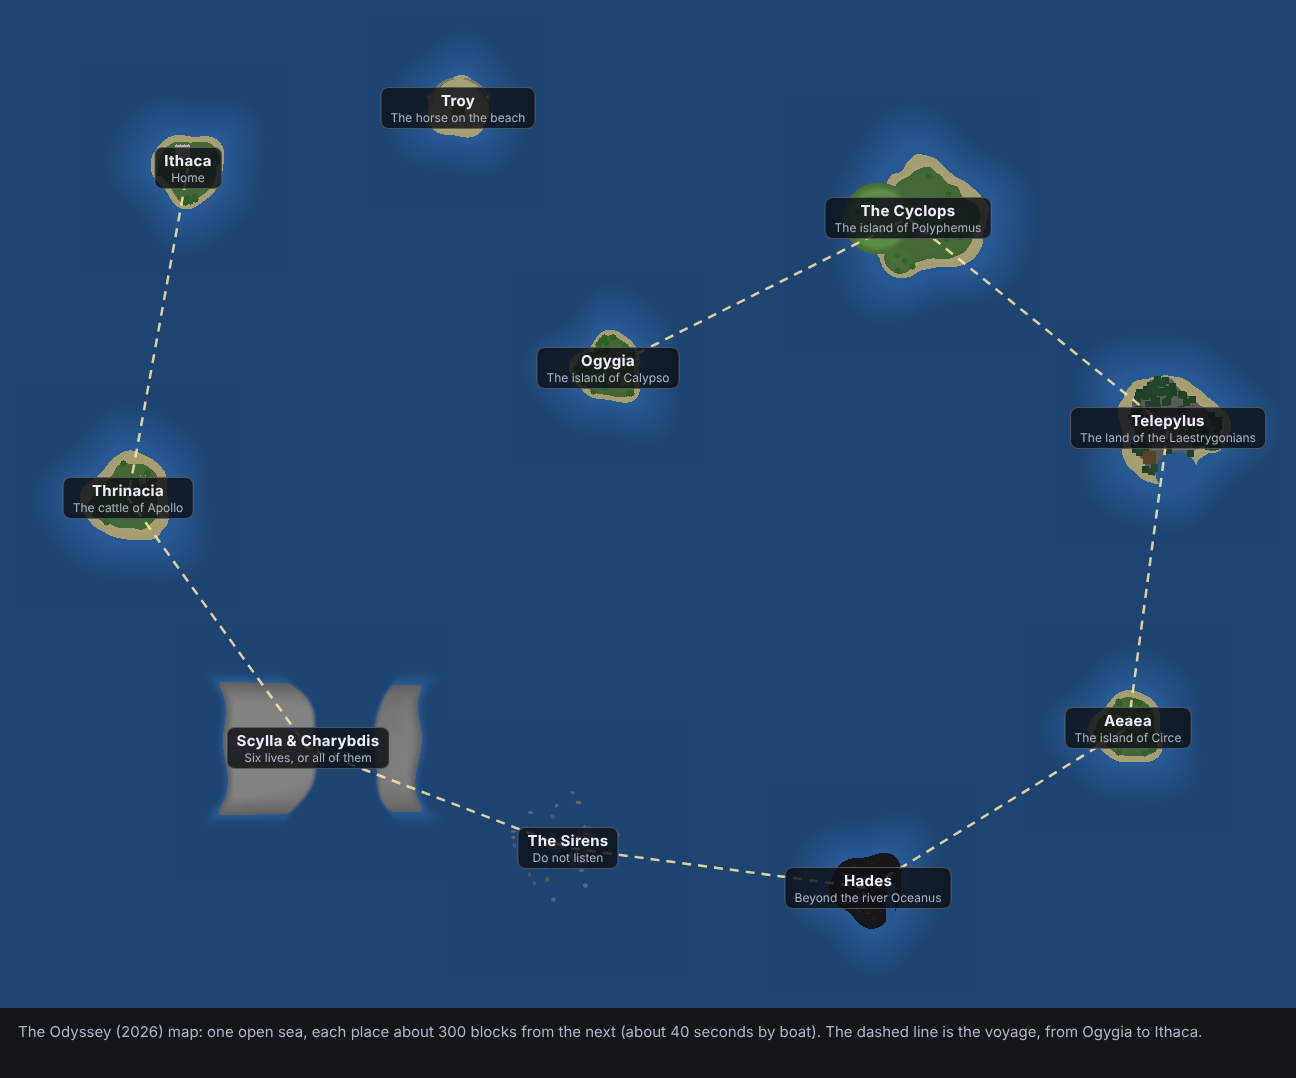 Troy
The horse on the beach
Ithaca
Home
The Cyclops
The island of Polyphemus
Ogygia
The island of Calypso
Telepylus
The land of the Laestrygonians
Thrinacia
The cattle of Apollo
Aeaea
The island of Circe
Scylla & Charybdis
Six lives, or all of them
The Sirens
Do not listen
Hades
Beyond the river Oceanus
The Odyssey (2026) map: one open sea, each place about 300 blocks from the next (about 40 seconds by boat). The dashed line is the voyage, from Ogygia to Ithaca.